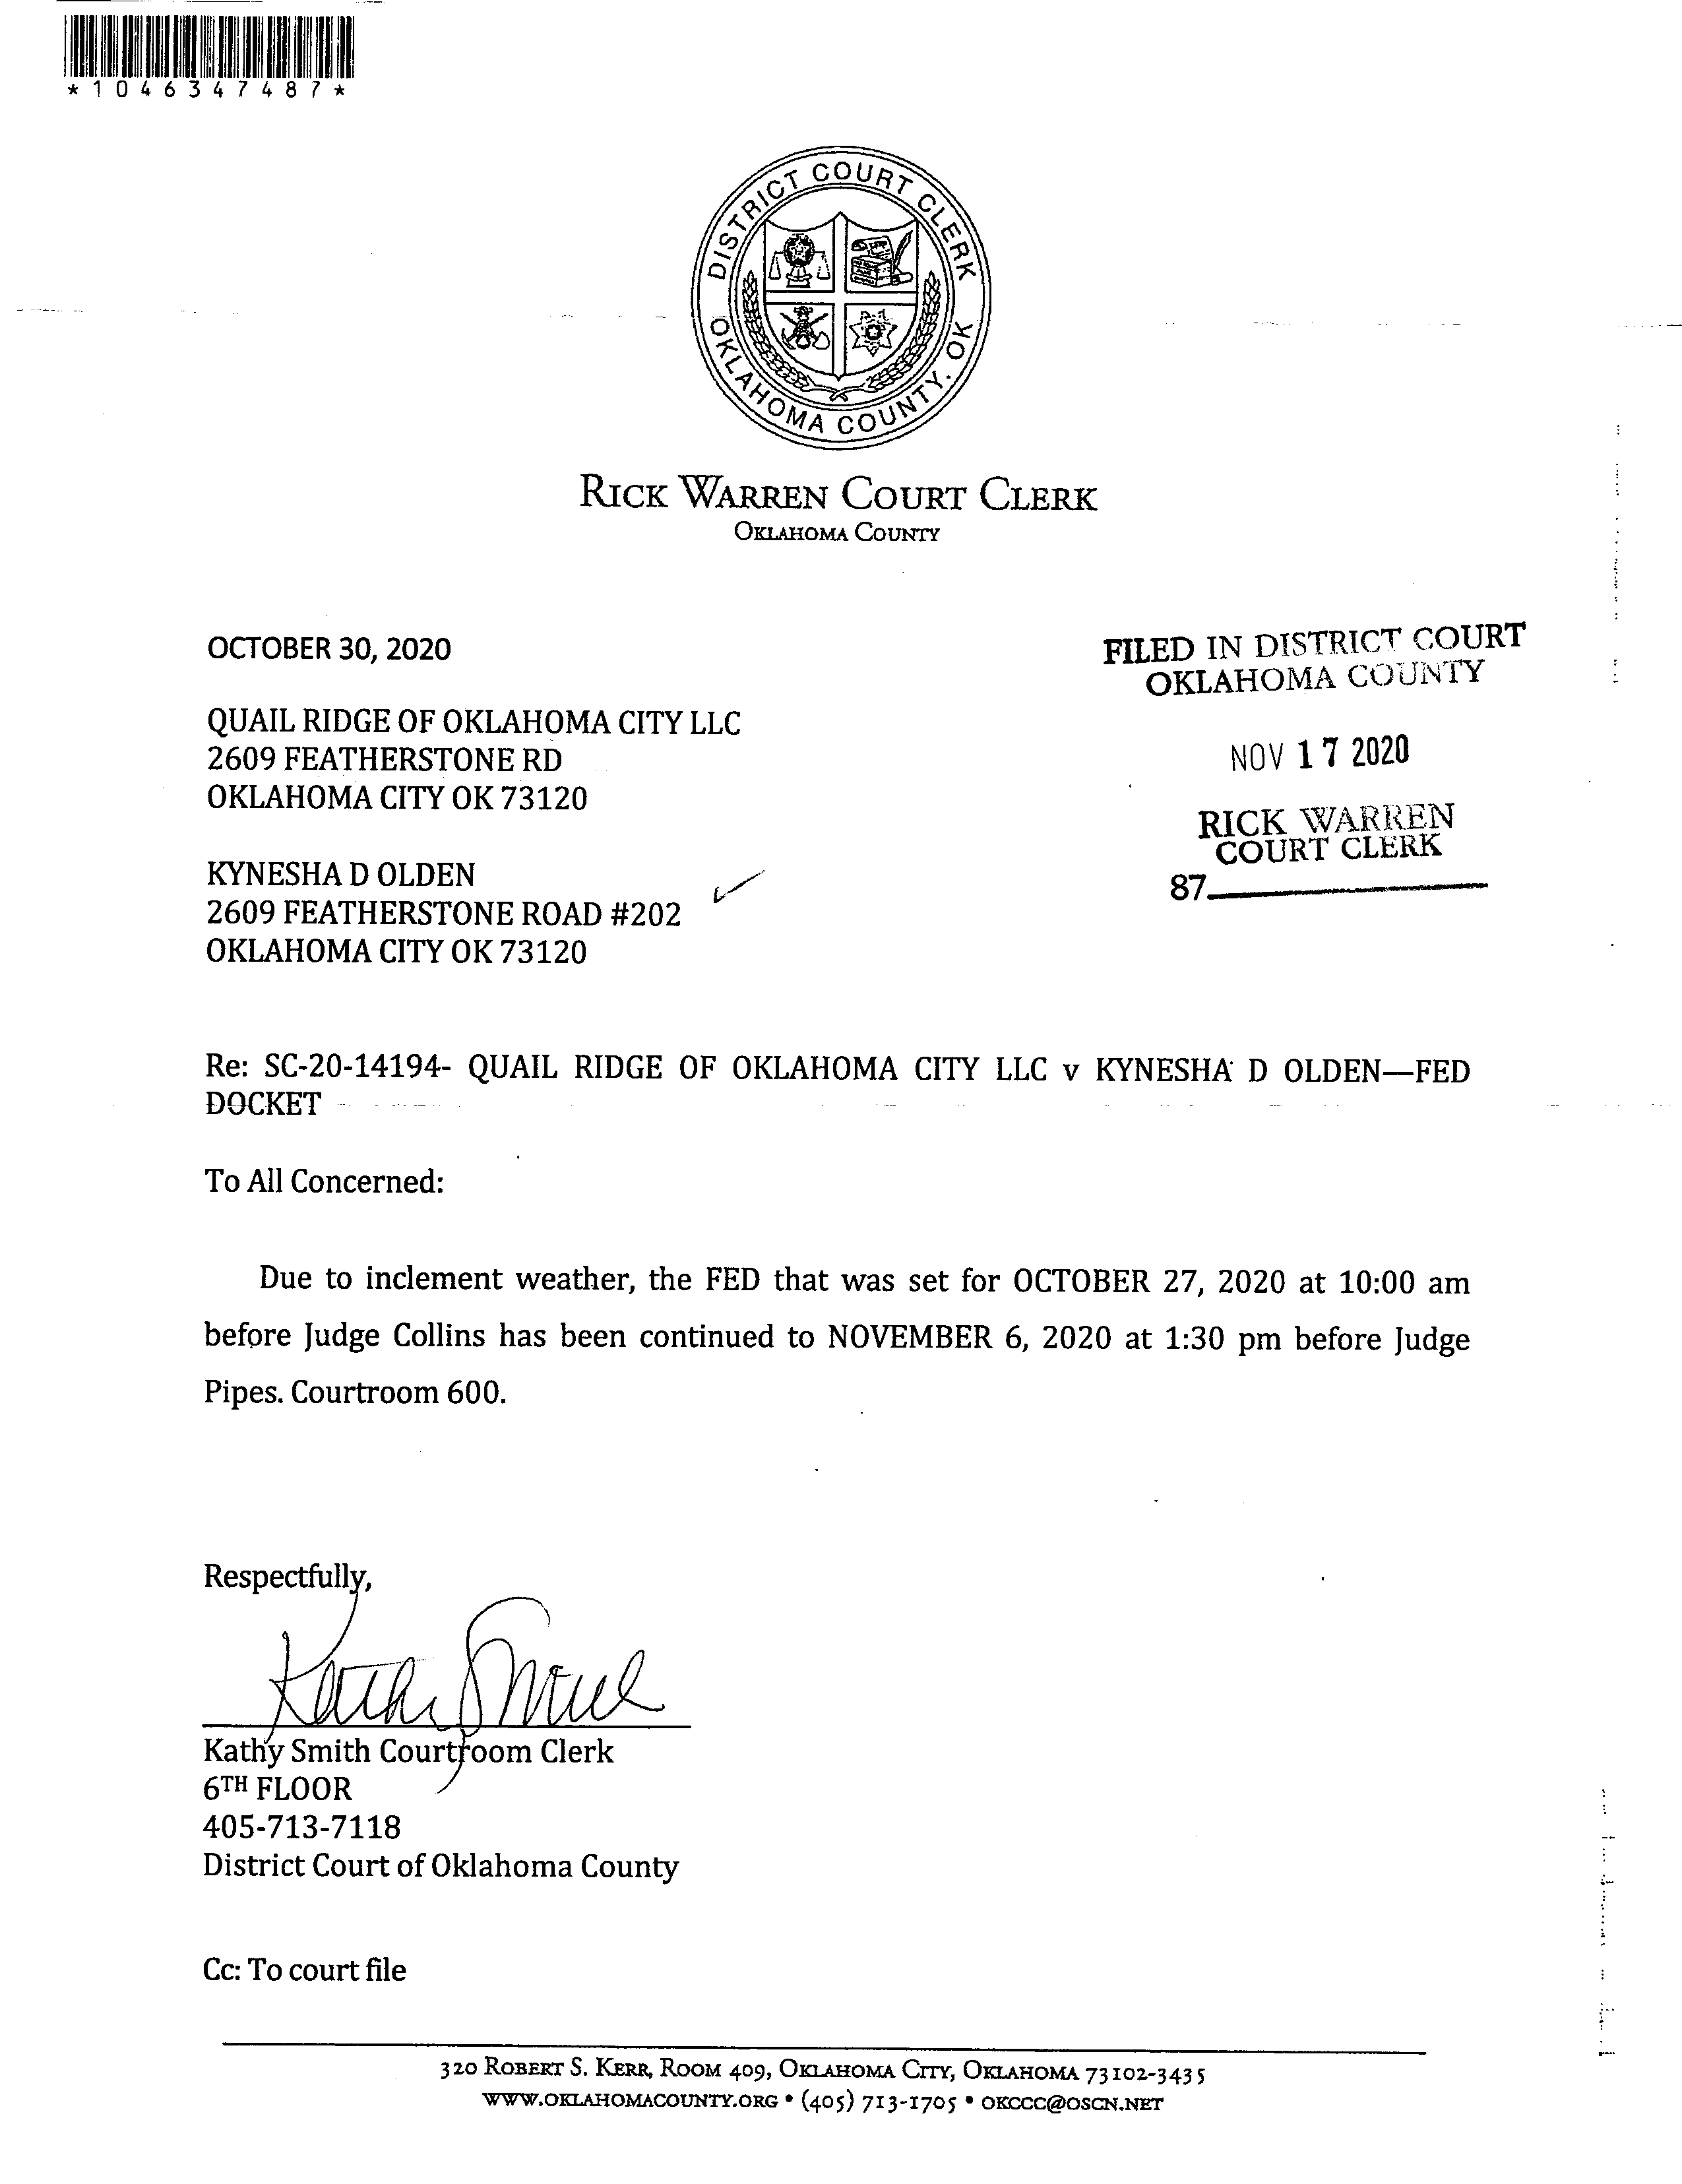 *1046347487*
DISTRICT COURT CLERK
OKLAHOMA COUNTY, OK
RICK WARREN COURT CLERK
OKLAHOMA COUNTY
OCTOBER 30, 2020
FILED IN DISTRICT COURT
OKLAHOMA COUNTY
QUAIL RIDGE OF OKLAHOMA CITY LLC
2609 FEATHERSTONE RD
OKLAHOMA CITY OK 73120
NOV 17 2020
RICK WARREN
COURT CLERK
87
KYNESHA D OLDEN
2609 FEATHERSTONE ROAD #202
OKLAHOMA CITY OK 73120
Re: SC-20-14194- QUAIL RIDGE OF OKLAHOMA CITY LLC v KYNESHA D OLDEN—FED
DOCKET
To All Concerned:
Due to inclement weather, the FED that was set for OCTOBER 27, 2020 at 10:00 am
before Judge Collins has been continued to NOVEMBER 6, 2020 at 1:30 pm before Judge
Pipes. Courtroom 600.
Respectfully,
Kathy Smith Courtroom Clerk
6TH FLOOR
405-713-7118
District Court of Oklahoma County
Cc: To court file
320 ROBERT S. KERR, ROOM 409, OKLAHOMA CITY, OKLAHOMA 73102-3435
WWW.OKLAHOMACOUNTY.ORG • (405) 713-1705 • OKCCC@OSCN.NET